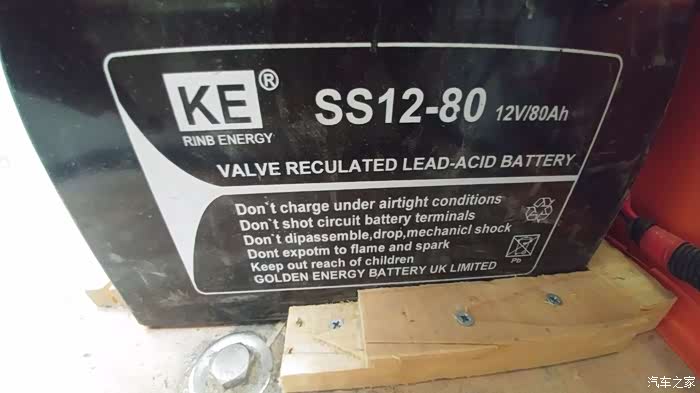 KE®
RINB ENERGY
SS12-80 12V/80Ah
VALVE RECULATED LEAD-ACID BATTERY
Don`t charge under airtight conditions
Don`t shot circuit battery terminals
Don`t dipassemble,drop,mechanicl shock
Dont expotm to flame and spark
Keep out reach of children
GOLDEN ENERGY BATTERY UK LIMITED
Pb
汽车之家